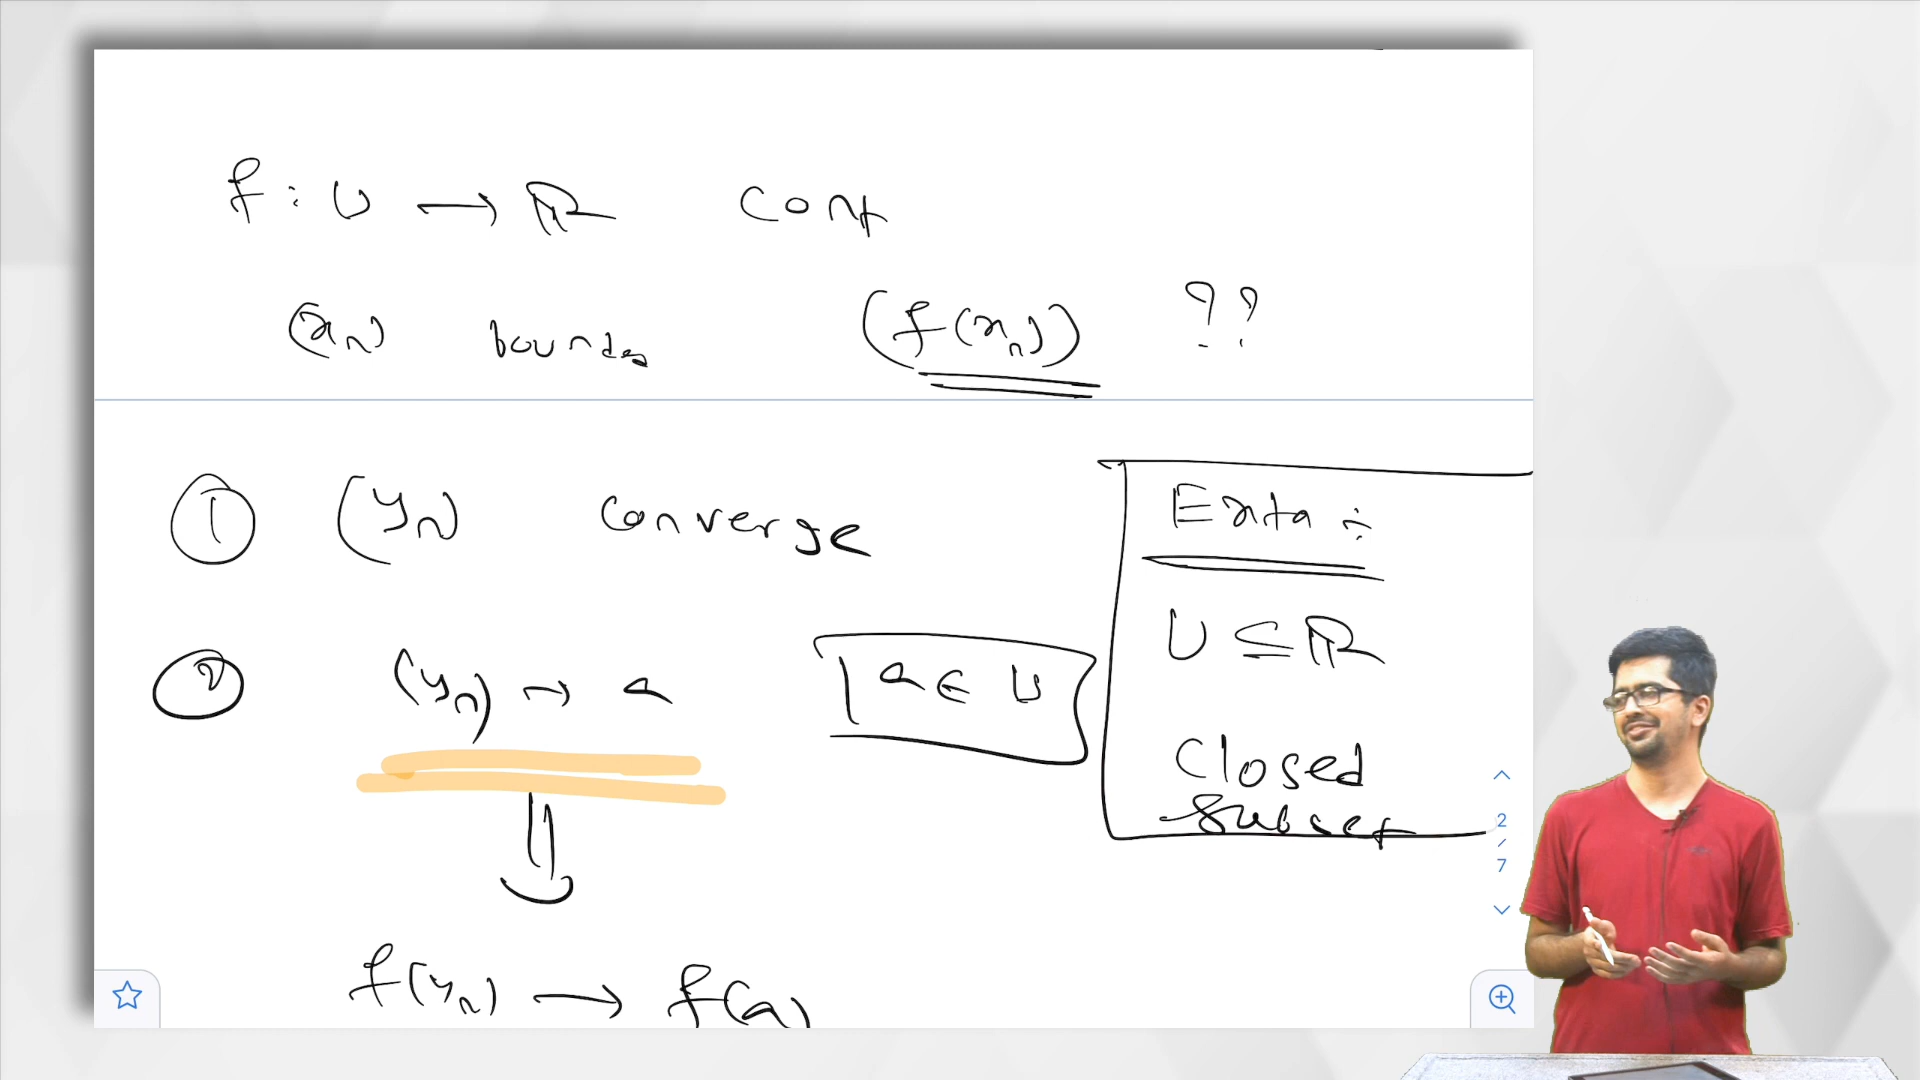 f : U → ℝ cont
(xₙ) bounded (f(xₙ)) ??
① (yₙ) converge
② (yₙ) → a a ∈ U
f(yₙ) → f(a)
Extra :
U ⊆ ℝ
Closed
subset
2
/
7